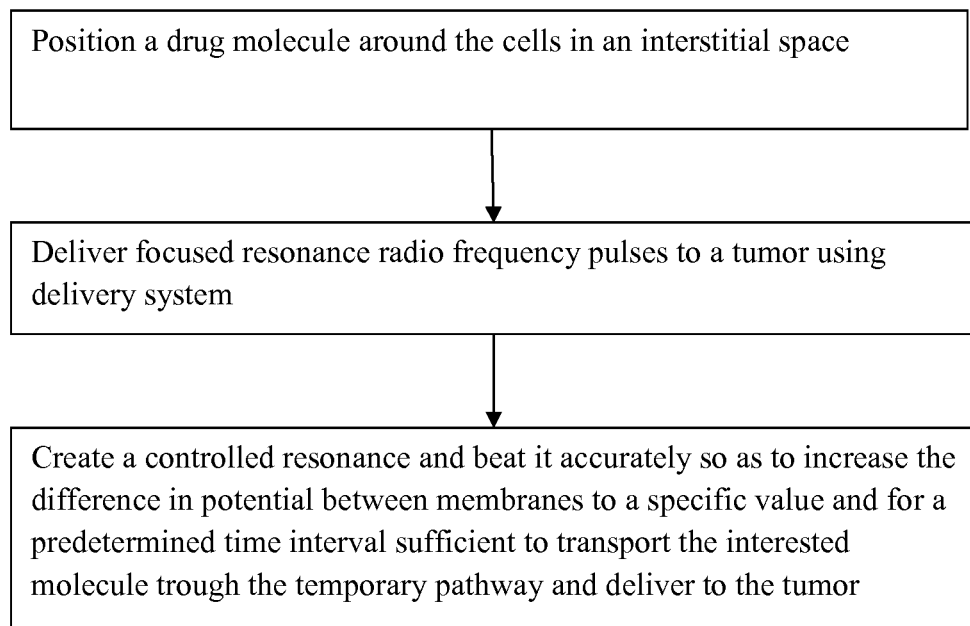 Position a drug molecule around the cells in an interstitial space
Deliver focused resonance radio frequency pulses to a tumor using
delivery system
Create a controlled resonance and beat it accurately so as to increase the
difference in potential between membranes to a specific value and for a
predetermined time interval sufficient to transport the interested
molecule trough the temporary pathway and deliver to the tumor